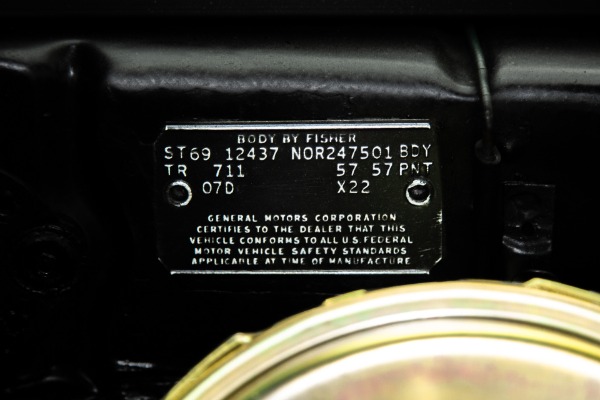 BODY BY FISHER
ST69 12437 NOR247501 BDY
TR 711 57 57 PNT
07D X22
GENERAL MOTORS CORPORATION
CERTIFIES TO THE DEALER THAT THIS
VEHICLE CONFORMS TO ALL U.S. FEDERAL
MOTOR VEHICLE SAFETY STANDARDS
APPLICABLE AT TIME OF MANUFACTURE